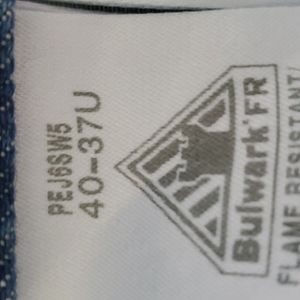 PEJ6SW5
40-37U
Bulwark® FR
FLAME RESISTANT/